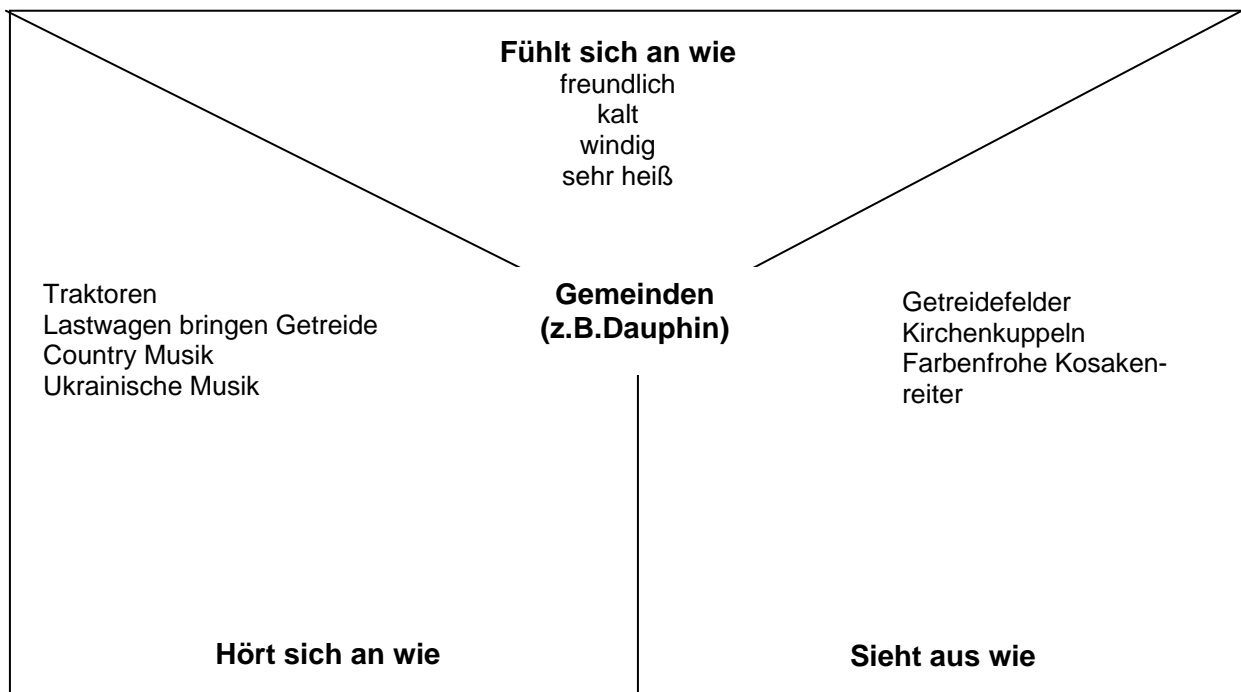 Fühlt sich an wie
freundlich
kalt
windig
sehr heiß
Traktoren
Lastwagen bringen Getreide
Country Musik
Ukrainische Musik
Gemeinden
(z.B.Dauphin)
Getreidefelder
Kirchenkuppeln
Farbenfrohe Kosaken-
reiter
Hört sich an wie
Sieht aus wie